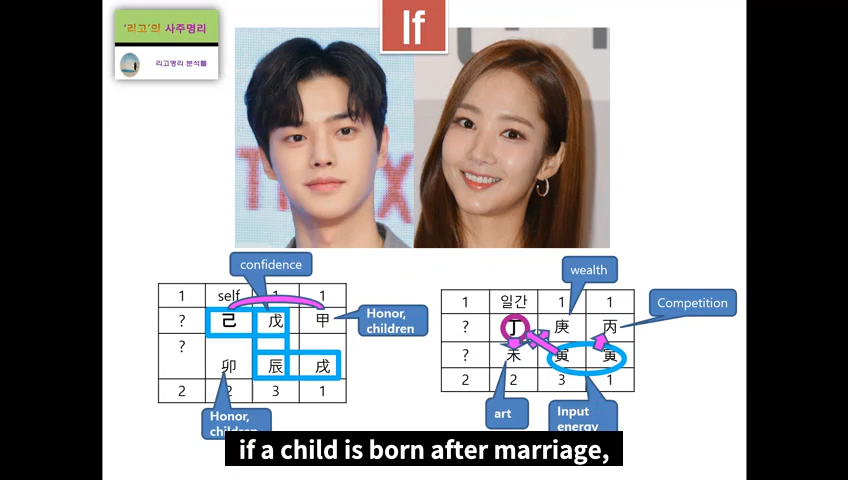 '리고'의 사주명리
리고명리 분석틀
If
TFLIX
confidence
1 self 1 1
? 己 戊 甲
Honor,
children
?
卯 辰 戌
2 2 3 1
Honor,
children
wealth
Competition
1 일간 1 1
? 丁 庚 丙
? 未 寅 寅
2 2 3 1
art
Input
energy
if a child is born after marriage,